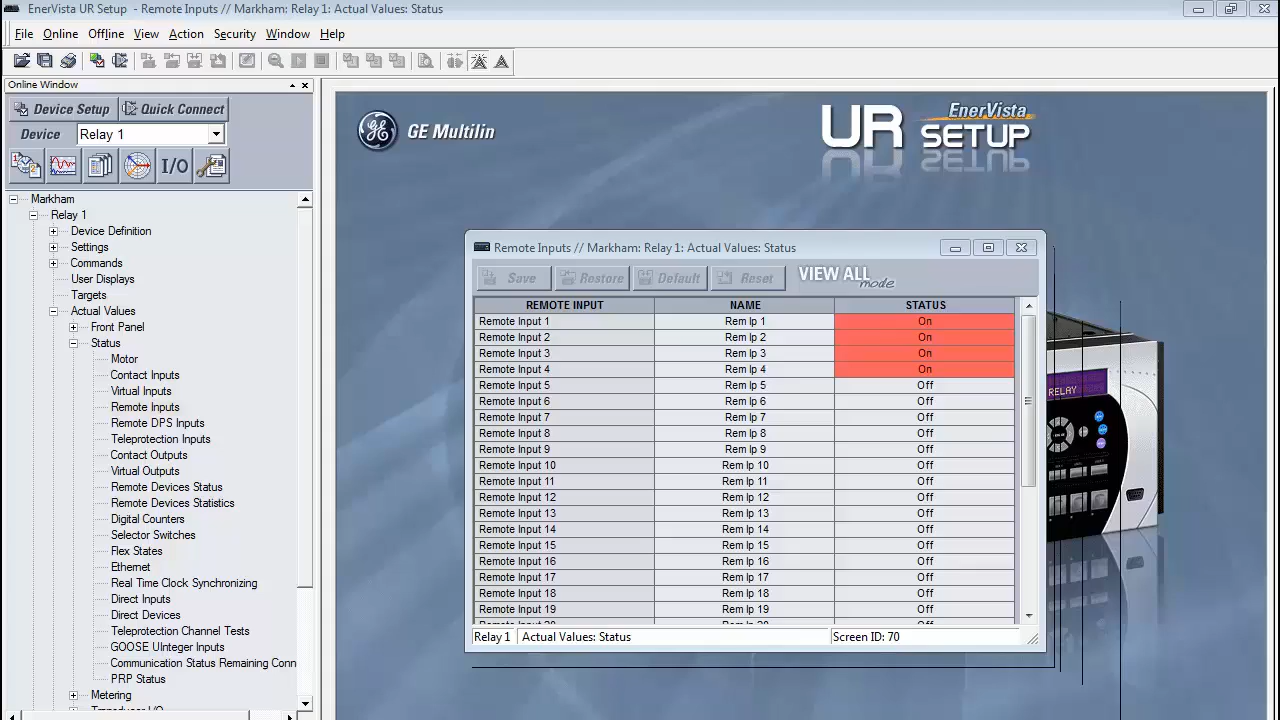 EnerVista UR Setup - Remote Inputs // Markham: Relay 1: Actual Values: Status
File Online Offline View Action Security Window Help
Online Window
Device Setup Quick Connect
Device Relay 1
I/O
Markham
Relay 1
Device Definition
Settings
Commands
User Displays
Targets
Actual Values
Front Panel
Status
Motor
Contact Inputs
Virtual Inputs
Remote Inputs
Remote DPS Inputs
Teleprotection Inputs
Contact Outputs
Virtual Outputs
Remote Devices Status
Remote Devices Statistics
Digital Counters
Selector Switches
Flex States
Ethernet
Real Time Clock Synchronizing
Direct Inputs
Direct Devices
Teleprotection Channel Tests
GOOSE UInteger Inputs
Communication Status Remaining Conn
PRP Status
Metering
Transducer I/O
GE Multilin
UR EnerVista SETUP
Remote Inputs // Markham: Relay 1: Actual Values: Status
Save Restore Default Reset VIEW ALL mode
REMOTE INPUT NAME STATUS
Remote Input 1 Rem Ip 1 On
Remote Input 2 Rem Ip 2 On
Remote Input 3 Rem Ip 3 On
Remote Input 4 Rem Ip 4 On
Remote Input 5 Rem Ip 5 Off
Remote Input 6 Rem Ip 6 Off
Remote Input 7 Rem Ip 7 Off
Remote Input 8 Rem Ip 8 Off
Remote Input 9 Rem Ip 9 Off
Remote Input 10 Rem Ip 10 Off
Remote Input 11 Rem Ip 11 Off
Remote Input 12 Rem Ip 12 Off
Remote Input 13 Rem Ip 13 Off
Remote Input 14 Rem Ip 14 Off
Remote Input 15 Rem Ip 15 Off
Remote Input 16 Rem Ip 16 Off
Remote Input 17 Rem Ip 17 Off
Remote Input 18 Rem Ip 18 Off
Remote Input 19 Rem Ip 19 Off
Remote Input 20 Rem Ip 20 Off
Relay 1 Actual Values: Status Screen ID: 70
RELAY